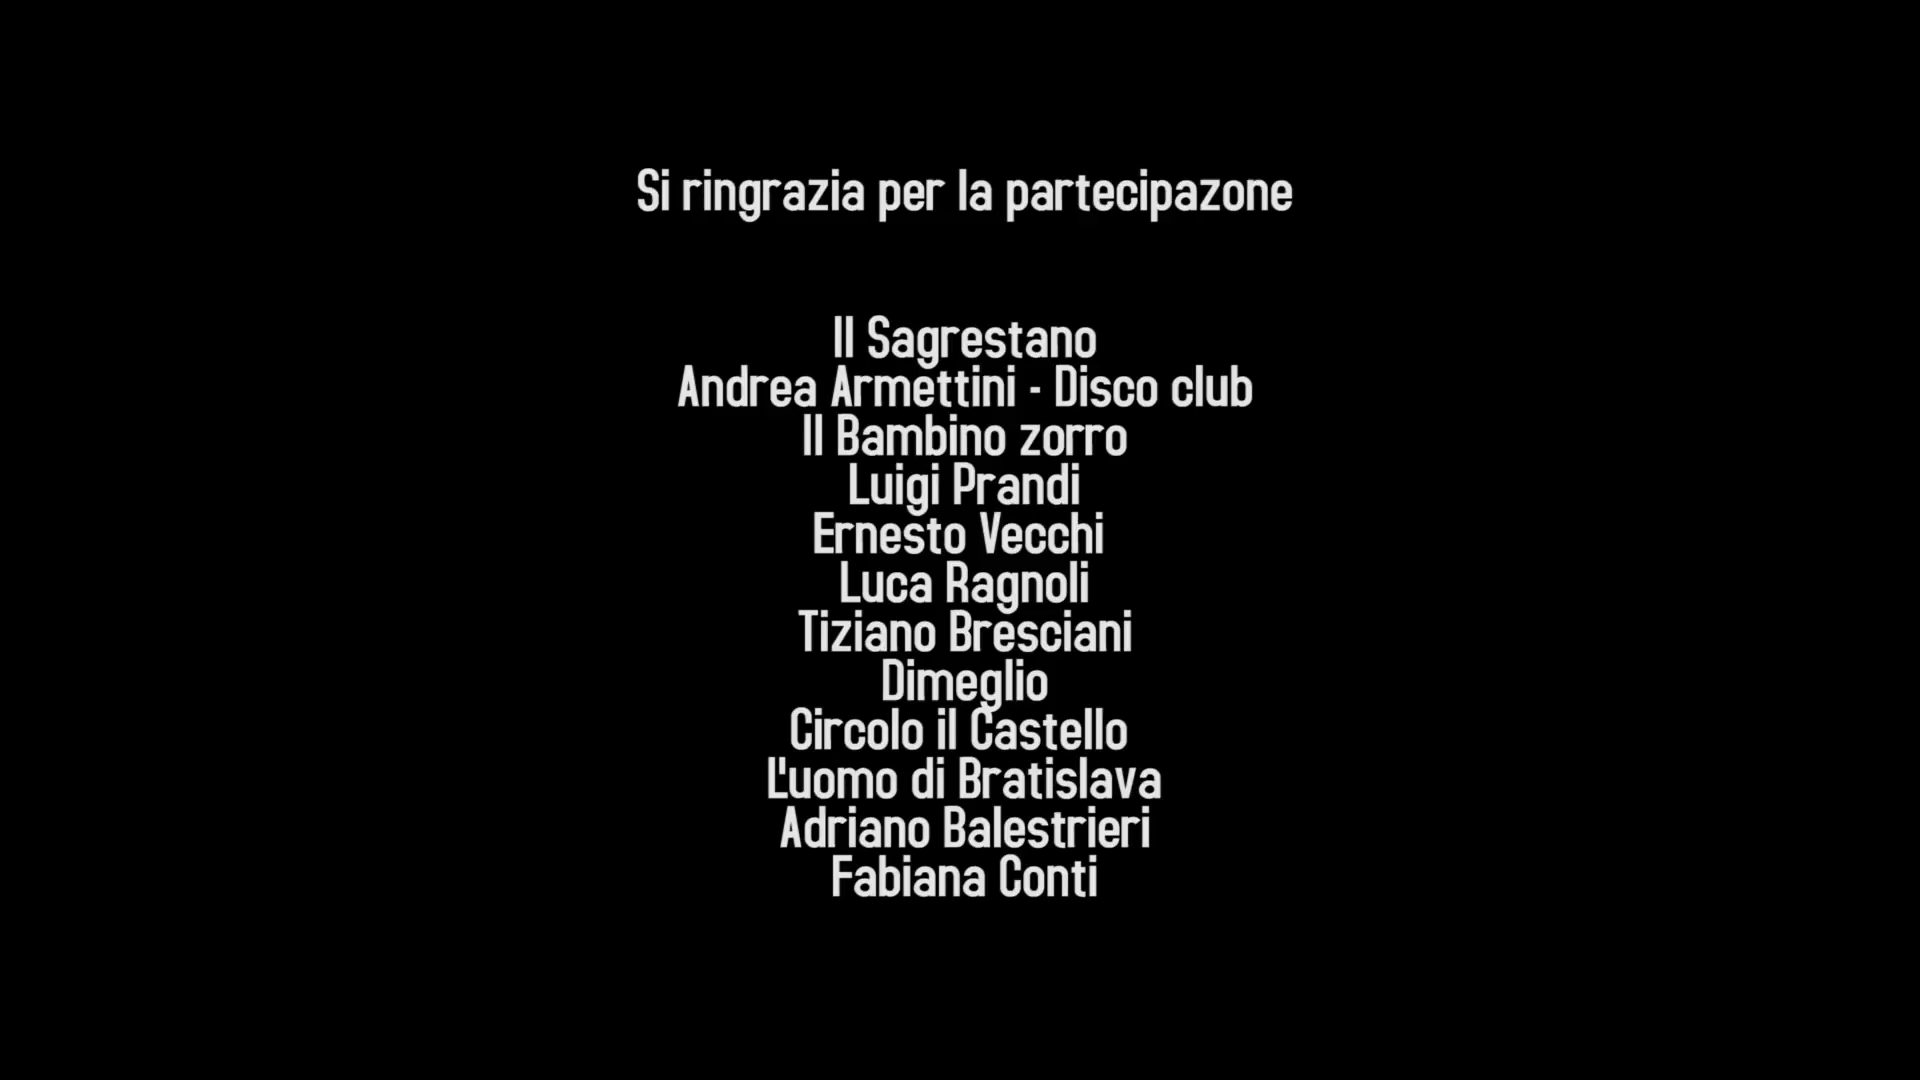 Si ringrazia per la partecipazone
Il Sagrestano
Andrea Armettini - Disco club
Il Bambino zorro
Luigi Prandi
Ernesto Vecchi
Luca Ragnoli
Tiziano Bresciani
Dimeglio
Circolo il Castello
L'uomo di Bratislava
Adriano Balestrieri
Fabiana Conti